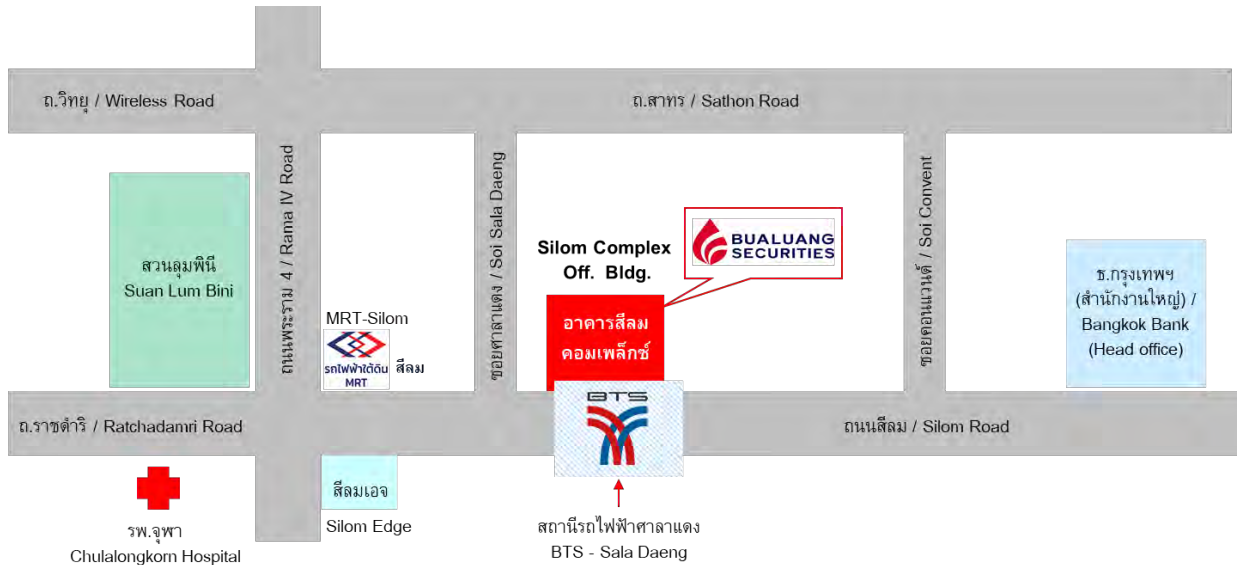 ถ.วิทยุ / Wireless Road
ถ.สาทร / Sathon Road
ถนนพระราม 4 / Rama IV Road
ซอยศาลาแดง / Soi Sala Daeng
ซอยคอนแวนต์ / Soi Convent
สวนลุมพินี
Suan Lum Bini
MRT-Silom
รถไฟฟ้าใต้ดิน
MRT
สีลม
Silom Complex
Off. Bldg.
BUALUANG
SECURITIES
อาคารสีลม
คอมเพล็กซ์
ธ.กรุงเทพฯ
(สำนักงานใหญ่) /
Bangkok Bank
(Head office)
ถ.ราชดำริ / Ratchadamri Road
BTS
ถนนสีลม / Silom Road
รพ.จุฬา
Chulalongkorn Hospital
สีลมเอจ
Silom Edge
สถานีรถไฟฟ้าศาลาแดง
BTS - Sala Daeng